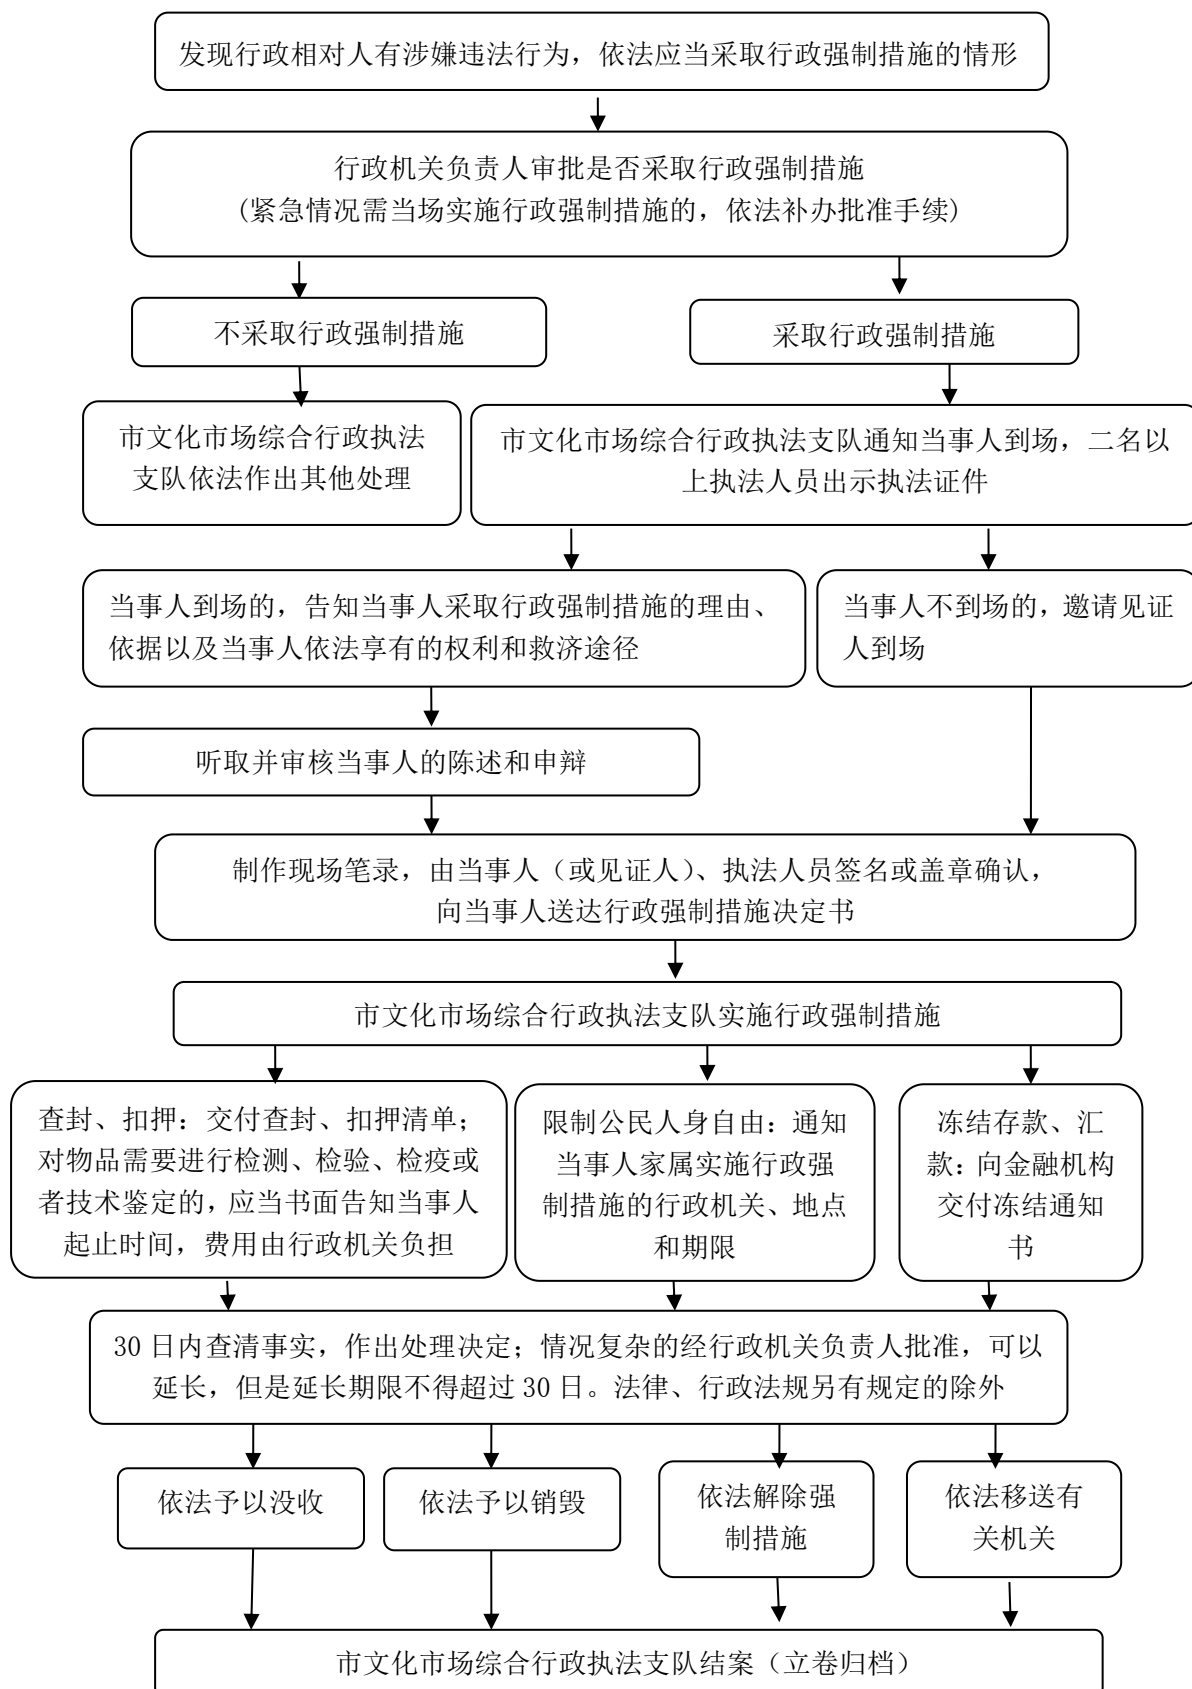 发现行政相对人有涉嫌违法行为，依法应当采取行政强制措施的情形
行政机关负责人审批是否采取行政强制措施
(紧急情况需当场实施行政强制措施的，依法补办批准手续)
不采取行政强制措施
采取行政强制措施
市文化市场综合行政执法
支队依法作出其他处理
市文化市场综合行政执法支队通知当事人到场，二名以
上执法人员出示执法证件
当事人到场的，告知当事人采取行政强制措施的理由、
依据以及当事人依法享有的权利和救济途径
当事人不到场的，邀请见证
人到场
听取并审核当事人的陈述和申辩
制作现场笔录，由当事人（或见证人）、执法人员签名或盖章确认，
向当事人送达行政强制措施决定书
市文化市场综合行政执法支队实施行政强制措施
查封、扣押：交付查封、扣押清单；
对物品需要进行检测、检验、检疫或
者技术鉴定的，应当书面告知当事人
起止时间，费用由行政机关负担
限制公民人身自由：通知
当事人家属实施行政强
制措施的行政机关、地点
和期限
冻结存款、汇
款：向金融机构
交付冻结通知
书
30 日内查清事实，作出处理决定；情况复杂的经行政机关负责人批准，可以
延长，但是延长期限不得超过 30 日。法律、行政法规另有规定的除外
依法予以没收
依法予以销毁
依法解除强
制措施
依法移送有
关机关
市文化市场综合行政执法支队结案（立卷归档）